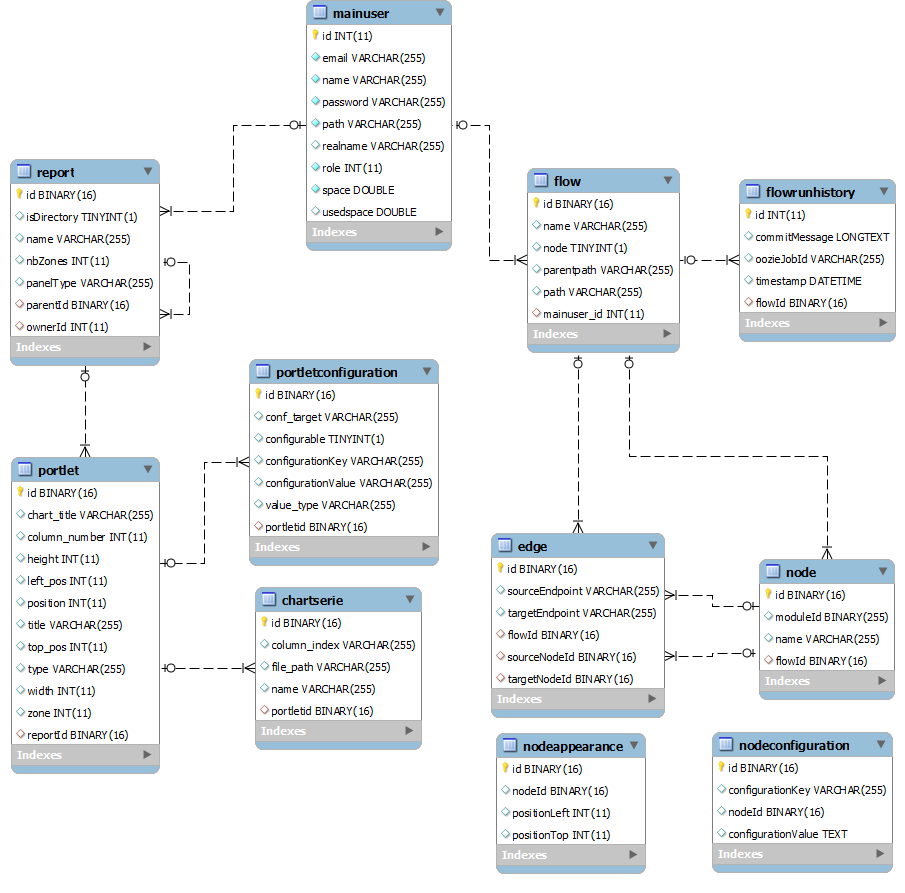 mainuser
id INT(11)
email VARCHAR(255)
name VARCHAR(255)
password VARCHAR(255)
path VARCHAR(255)
realname VARCHAR(255)
role INT(11)
space DOUBLE
usedspace DOUBLE
Indexes
report
id BINARY(16)
isDirectory TINYINT(1)
name VARCHAR(255)
nbZones INT(11)
panelType VARCHAR(255)
parentId BINARY(16)
ownerId INT(11)
Indexes
flow
id BINARY(16)
name VARCHAR(255)
node TINYINT(1)
parentpath VARCHAR(255)
path VARCHAR(255)
mainuser_id INT(11)
Indexes
flowrunhistory
id INT(11)
commitMessage LONGTEXT
oozieJobId VARCHAR(255)
timestamp DATETIME
flowId BINARY(16)
Indexes
portletconfiguration
id BINARY(16)
conf_target VARCHAR(255)
configurable TINYINT(1)
configurationKey VARCHAR(255)
configurationValue VARCHAR(255)
value_type VARCHAR(255)
portletid BINARY(16)
Indexes
portlet
id BINARY(16)
chart_title VARCHAR(255)
column_number INT(11)
height INT(11)
left_pos INT(11)
position INT(11)
title VARCHAR(255)
top_pos INT(11)
type VARCHAR(255)
width INT(11)
zone INT(11)
reportId BINARY(16)
Indexes
chartserie
id BINARY(16)
column_index VARCHAR(255)
file_path VARCHAR(255)
name VARCHAR(255)
portletid BINARY(16)
Indexes
edge
id BINARY(16)
sourceEndpoint VARCHAR(255)
targetEndpoint VARCHAR(255)
flowId BINARY(16)
sourceNodeId BINARY(16)
targetNodeId BINARY(16)
Indexes
node
id BINARY(16)
moduleId BINARY(255)
name VARCHAR(255)
flowId BINARY(16)
Indexes
nodeappearance
id BINARY(16)
nodeId BINARY(16)
positionLeft INT(11)
positionTop INT(11)
Indexes
nodeconfiguration
id BINARY(16)
configurationKey VARCHAR(255)
nodeId BINARY(16)
configurationValue TEXT
Indexes